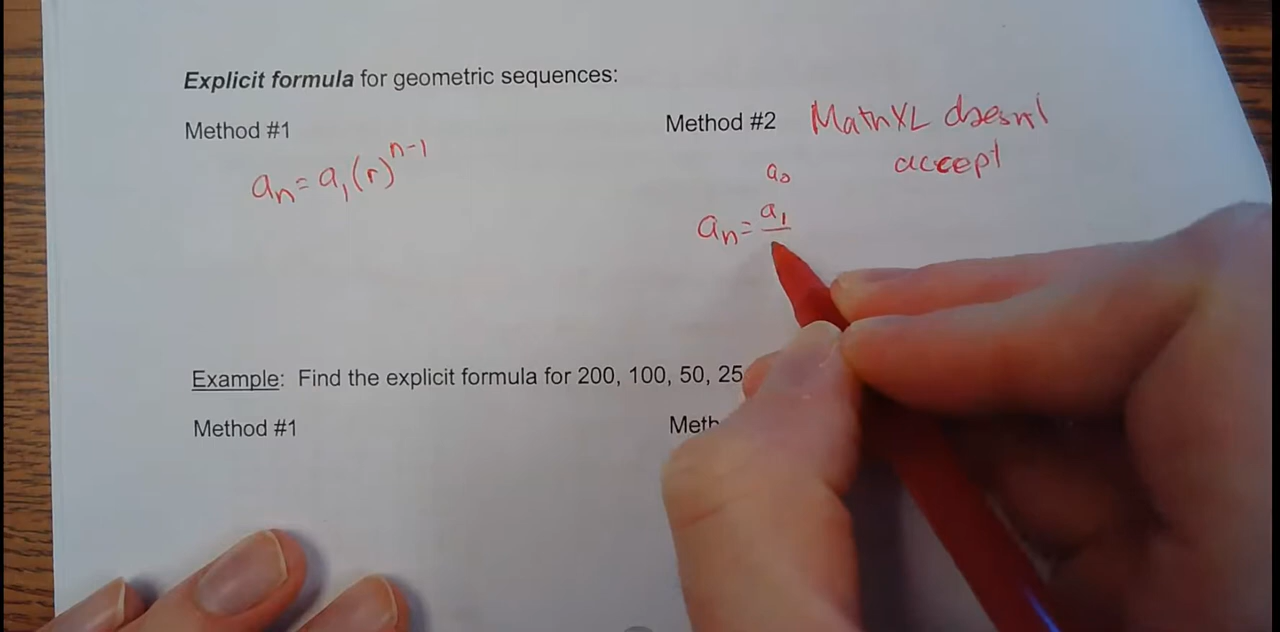 Explicit formula for geometric sequences:
Method #1
Method #2 MathXL doesn't
accept
aₙ = a₁(r)ⁿ⁻¹
a₀
aₙ = a₁
Example: Find the explicit formula for 200, 100, 50, 25
Method #1